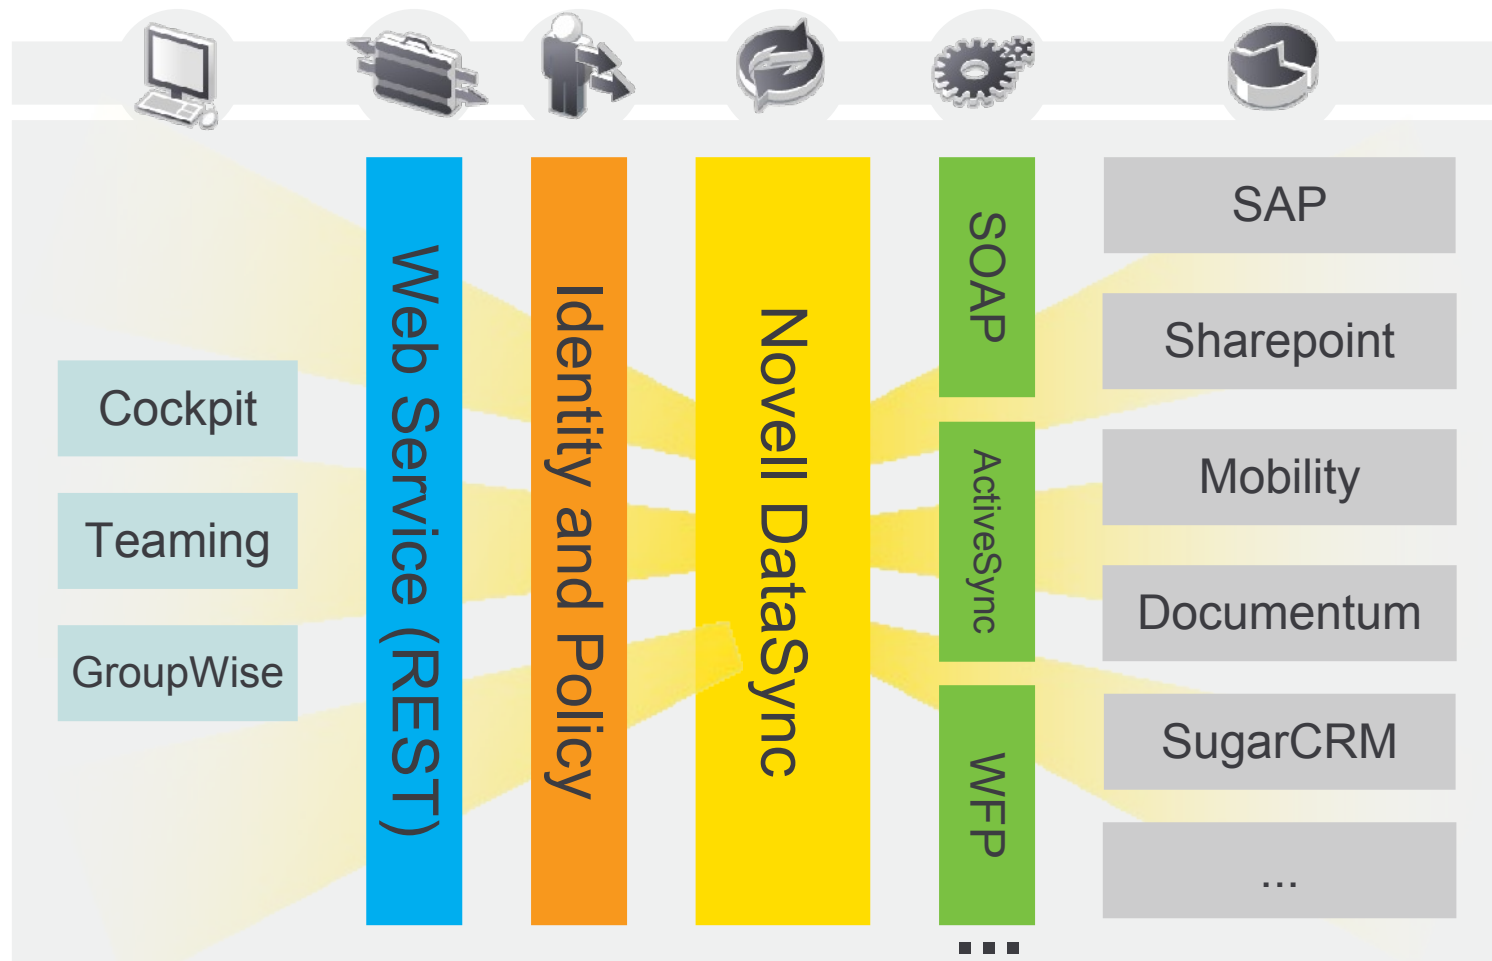 Cockpit
Teaming
GroupWise
Web Service (REST)
Identity and Policy
Novell DataSync
SOAP
ActiveSync
WFP
...
SAP
Sharepoint
Mobility
Documentum
SugarCRM
...